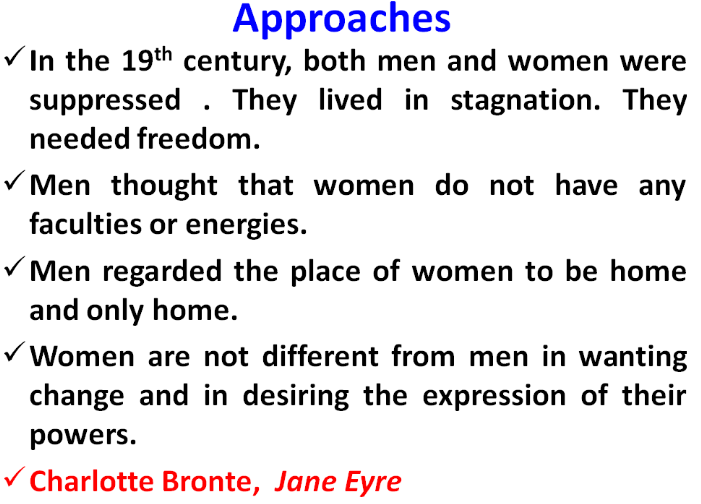 Approaches
✓ In the 19th century, both men and women were
suppressed . They lived in stagnation. They
needed freedom.
✓ Men thought that women do not have any
faculties or energies.
✓ Men regarded the place of women to be home
and only home.
✓ Women are not different from men in wanting
change and in desiring the expression of their
powers.
✓ Charlotte Bronte, Jane Eyre